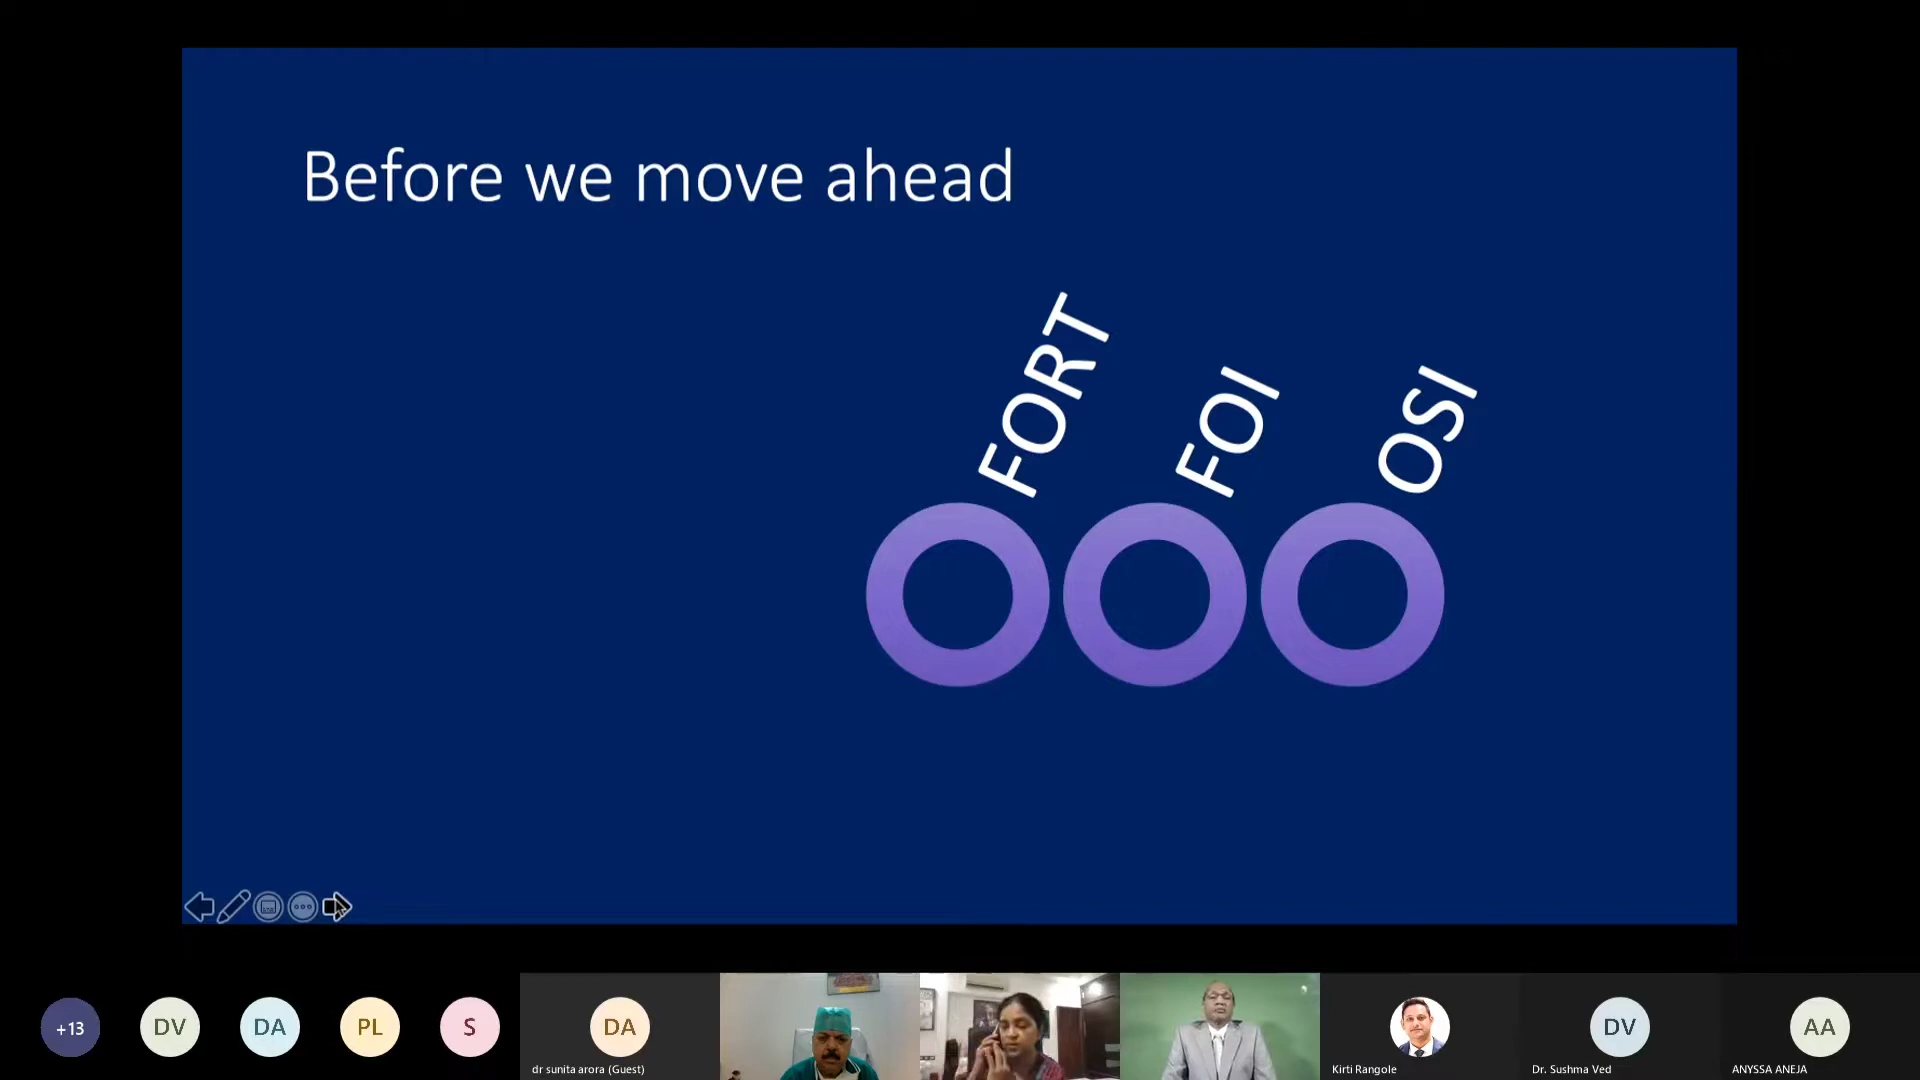 Before we move ahead
FORT
FOI
OSI
+13
DV
DA
PL
S
DA
dr sunita arora (Guest)
Kirti Rangole
DV
Dr. Sushma Ved
AA
ANYSSA ANEJA